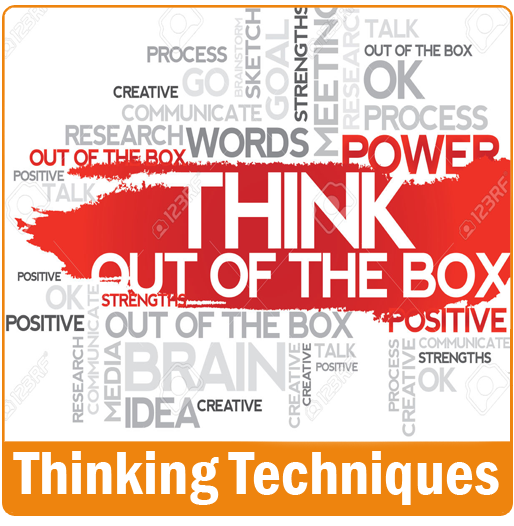 PROCESS
GO
BRAINSTORM
SKETCH
GOAL
STRENGTHS
MEETING
RESEARCH
TALK
OUT OF THE BOX
OK
CREATIVE
COMMUNICATE
PROCESS
RESEARCH
WORDS
POWER
OUT OF THE BOX
POSITIVE
TALK
THINK
OUT OF THE BOX
POSITIVE
OK
STRENGTHS
POSITIVE
COMMUNICATE
OUT OF THE BOX
POSITIVE
RESEARCH
MEDIA
BRAIN
IDEA
CREATIVE
CREATIVE
CREATIVE
TALK
POSITIVE
PROCESS
CREATIVE
COMMUNICATE
STRENGTHS
OK
123RF
Thinking Techniques